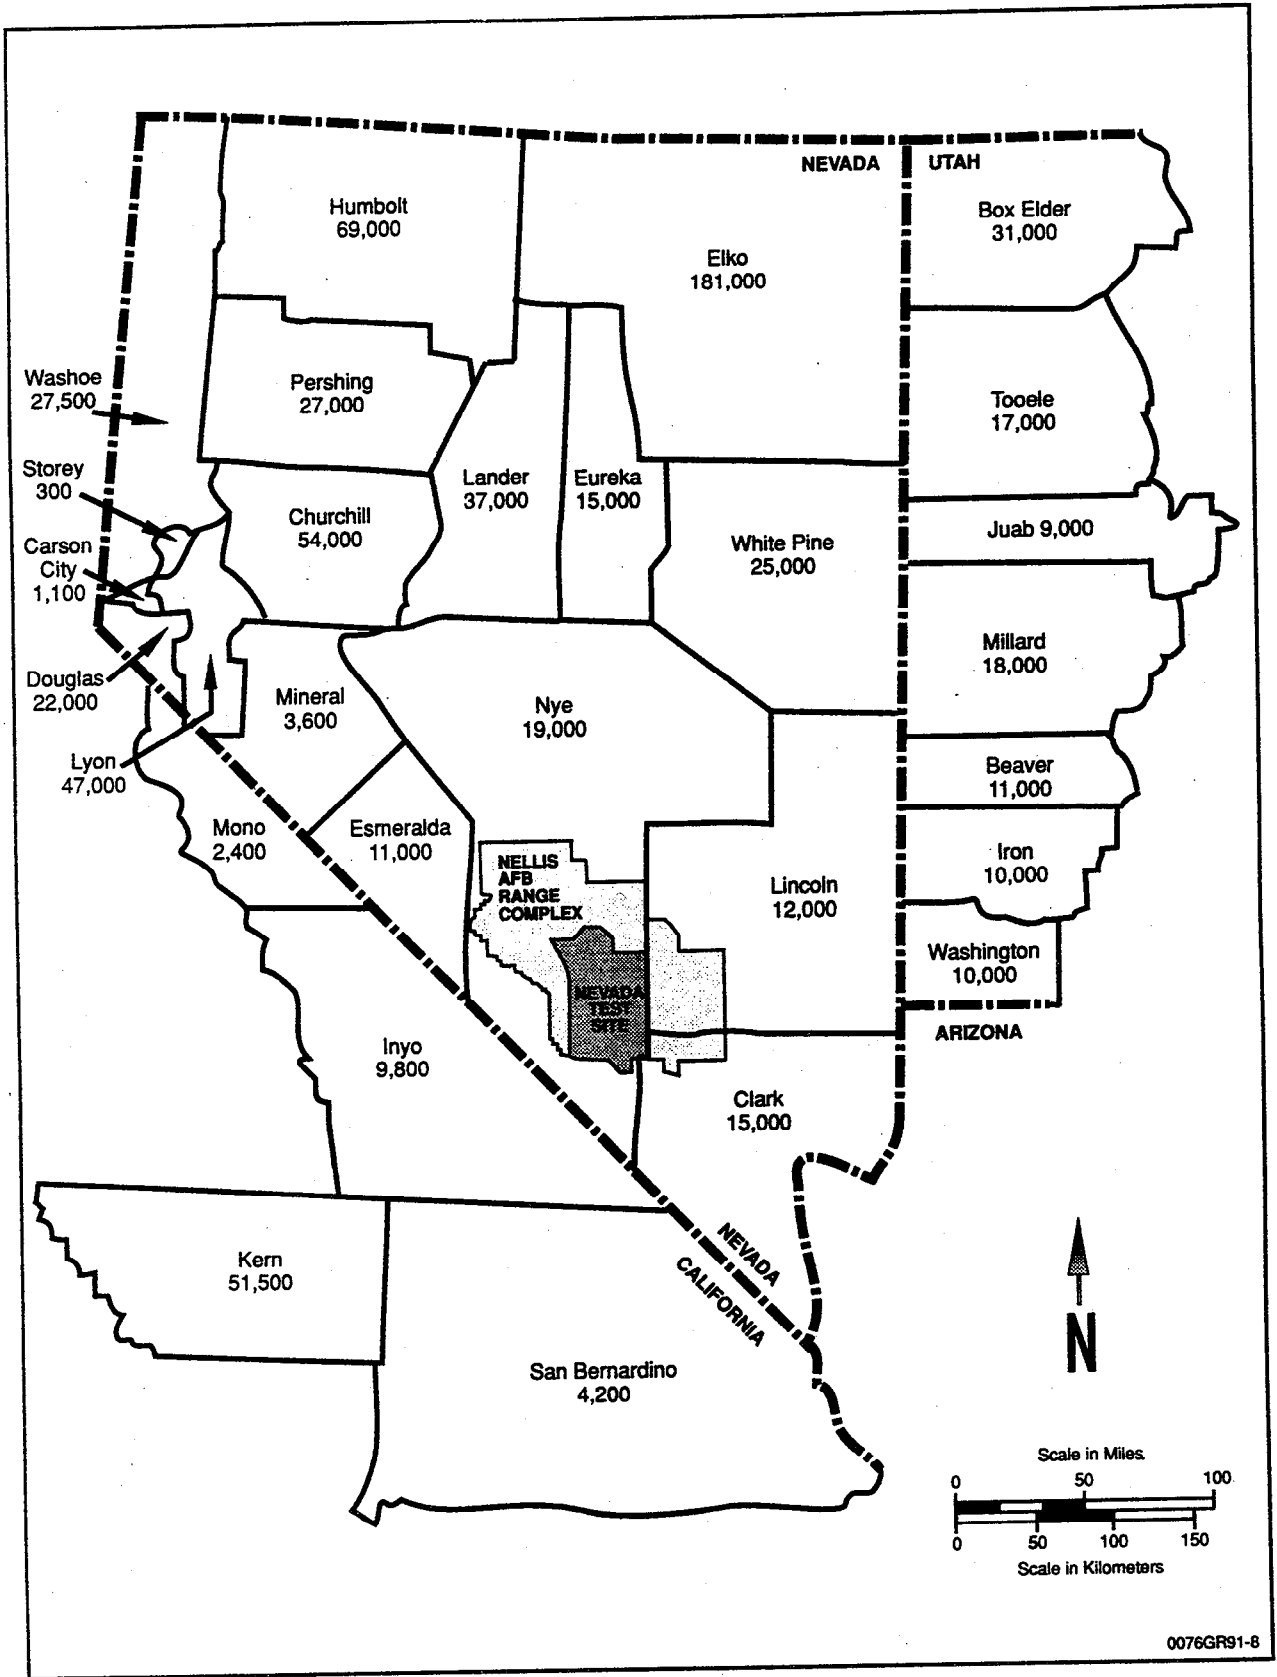 NEVADA
UTAH
Humbolt
69,000
Elko
181,000
Box Elder
31,000
Washoe
27,500
Pershing
27,000
Tooele
17,000
Storey
300
Lander
37,000
Eureka
15,000
Churchill
54,000
Juab 9,000
Carson
City
1,100
White Pine
25,000
Millard
18,000
Douglas
22,000
Mineral
3,600
Nye
19,000
Lyon
47,000
Beaver
11,000
Mono
2,400
Esmeralda
11,000
NELLIS
AFB
RANGE
COMPLEX
Lincoln
12,000
Iron
10,000
Washington
10,000
NEVADA
TEST
SITE
ARIZONA
Inyo
9,800
Clark
15,000
Kern
51,500
NEVADA
CALIFORNIA
N
San Bernardino
4,200
Scale in Miles
0 50 100
0 50 100 150
Scale in Kilometers
0076GR91-8